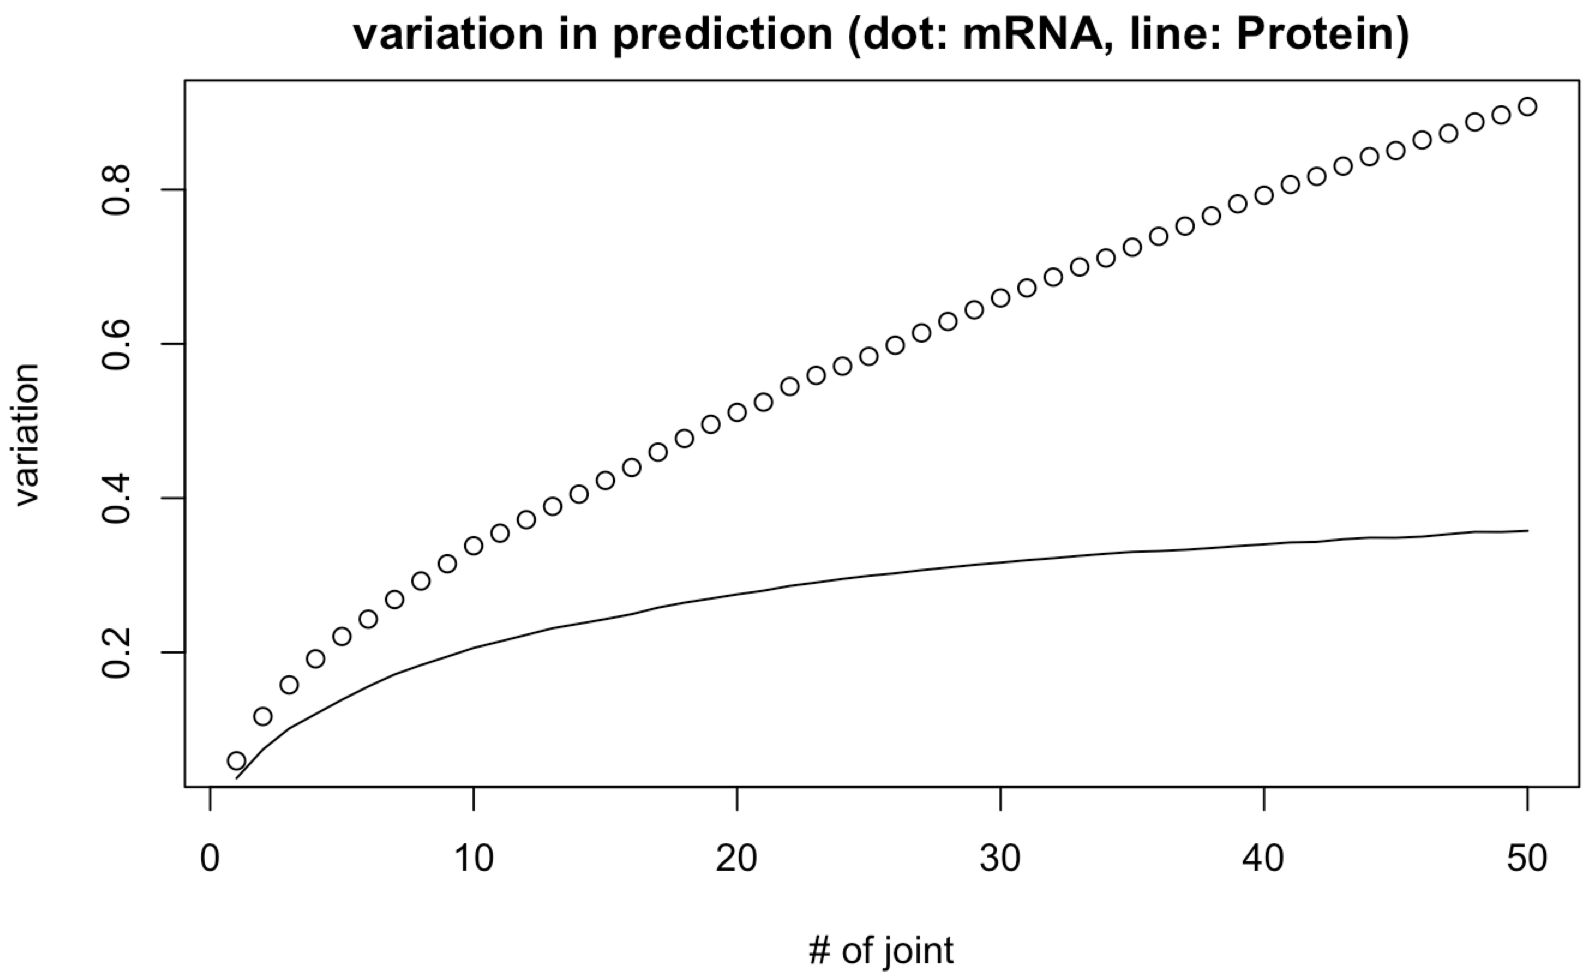 variation in prediction (dot: mRNA, line: Protein)
variation
0.8
0.6
0.4
0.2
0 10 20 30 40 50
# of joint